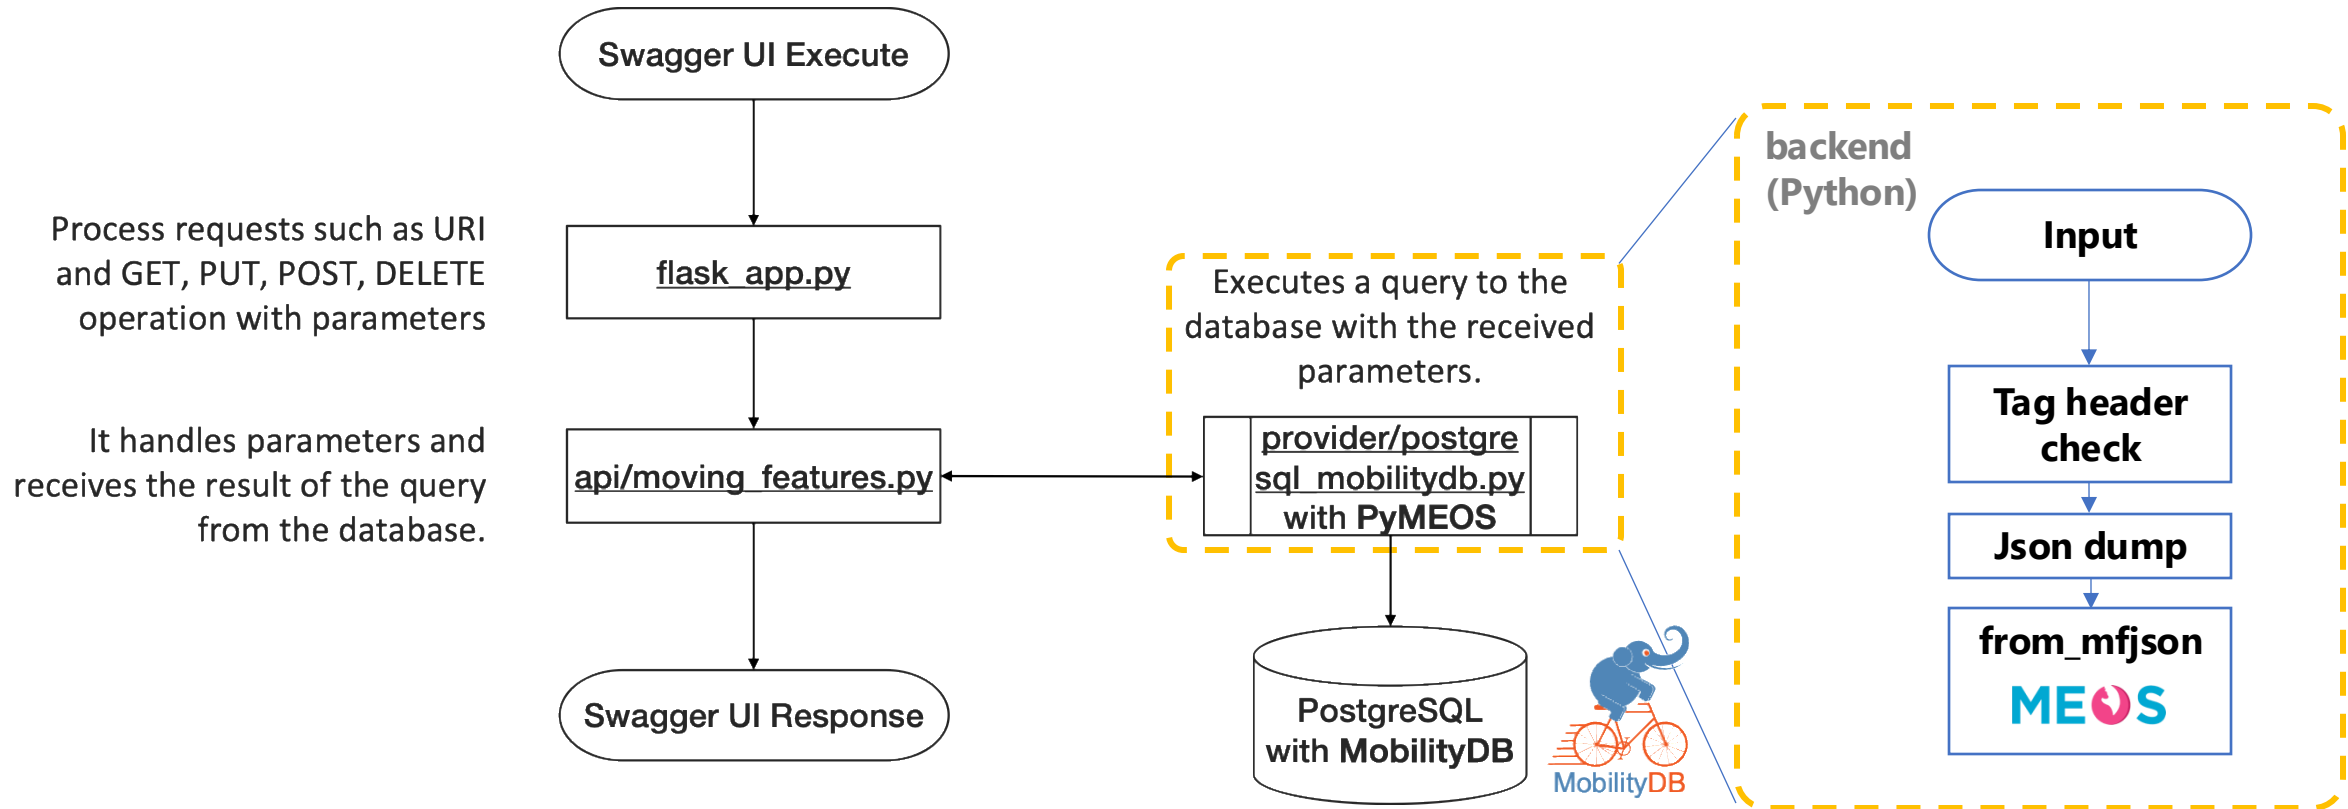 Swagger UI Execute
Process requests such as URI
and GET, PUT, POST, DELETE
operation with parameters
flask_app.py
It handles parameters and
receives the result of the query
from the database.
api/moving_features.py
Executes a query to the
database with the received
parameters.
provider/postgre
sql_mobilitydb.py
with PyMEOS
Swagger UI Response
PostgreSQL
with MobilityDB
MobilityDB
backend
(Python)
Input
Tag header
check
Json dump
from_mfjson
MEOS